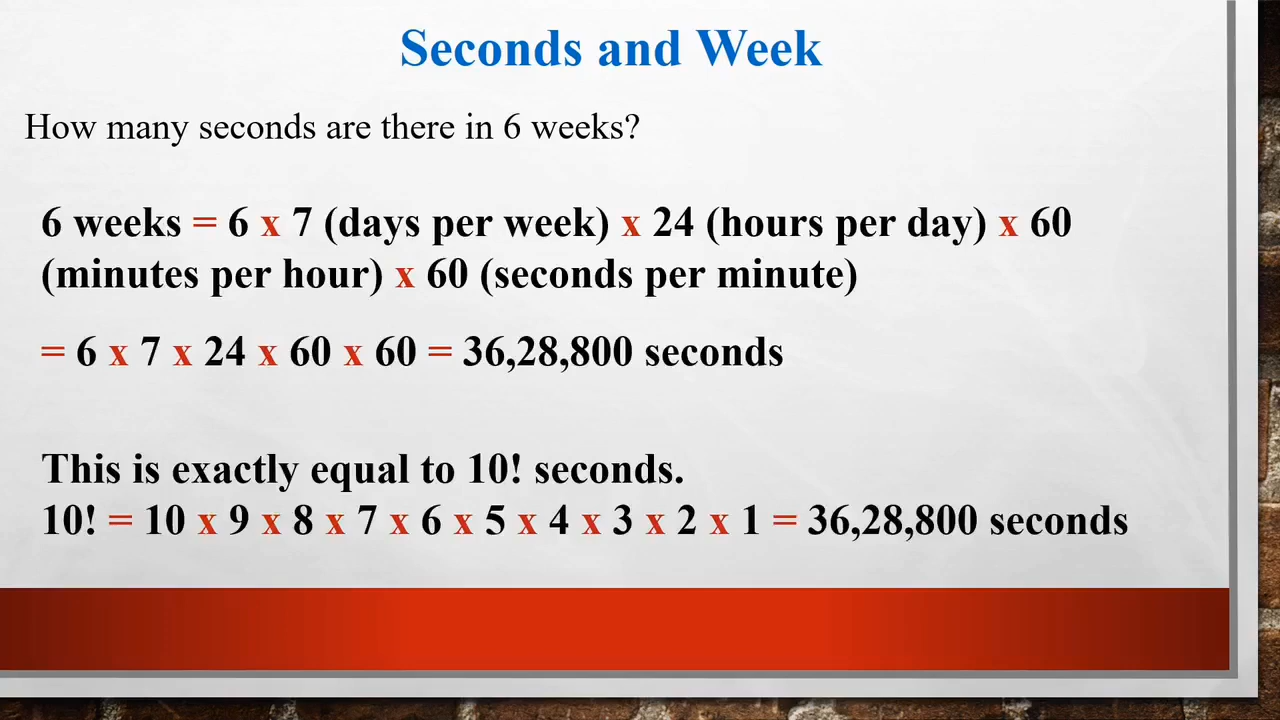 Seconds and Week
How many seconds are there in 6 weeks?
6 weeks = 6 x 7 (days per week) x 24 (hours per day) x 60
(minutes per hour) x 60 (seconds per minute)
= 6 x 7 x 24 x 60 x 60 = 36,28,800 seconds
This is exactly equal to 10! seconds.
10! = 10 x 9 x 8 x 7 x 6 x 5 x 4 x 3 x 2 x 1 = 36,28,800 seconds